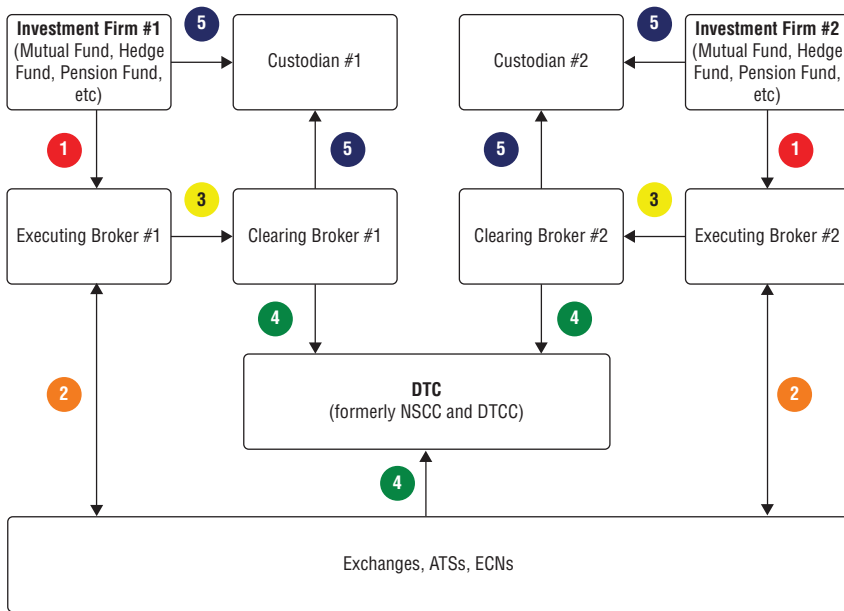 5
5
Investment Firm #1
(Mutual Fund, Hedge
Fund, Pension Fund,
etc)
Custodian #1
Custodian #2
Investment Firm #2
(Mutual Fund, Hedge
Fund, Pension Fund,
etc)
1
5
5
1
3
3
Executing Broker #1
Clearing Broker #1
Clearing Broker #2
Executing Broker #2
4
4
2
DTC
(formerly NSCC and DTCC)
2
4
Exchanges, ATSs, ECNs